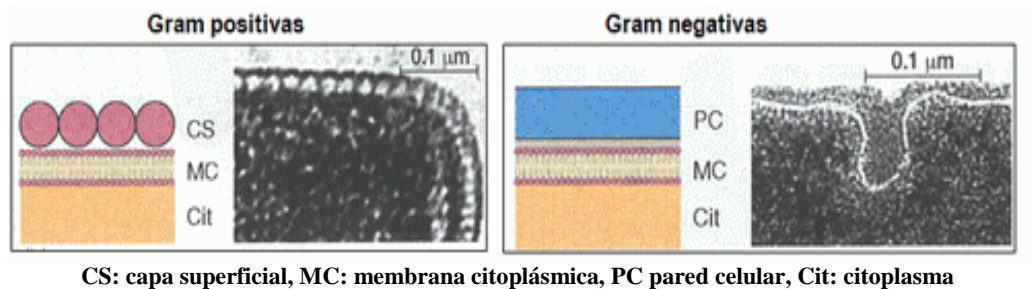 Gram positivas
Gram negativas
0.1 μm
0.1 μm
CS
MC
Cit
PC
MC
Cit
CS: capa superficial, MC: membrana citoplásmica, PC pared celular, Cit: citoplasma